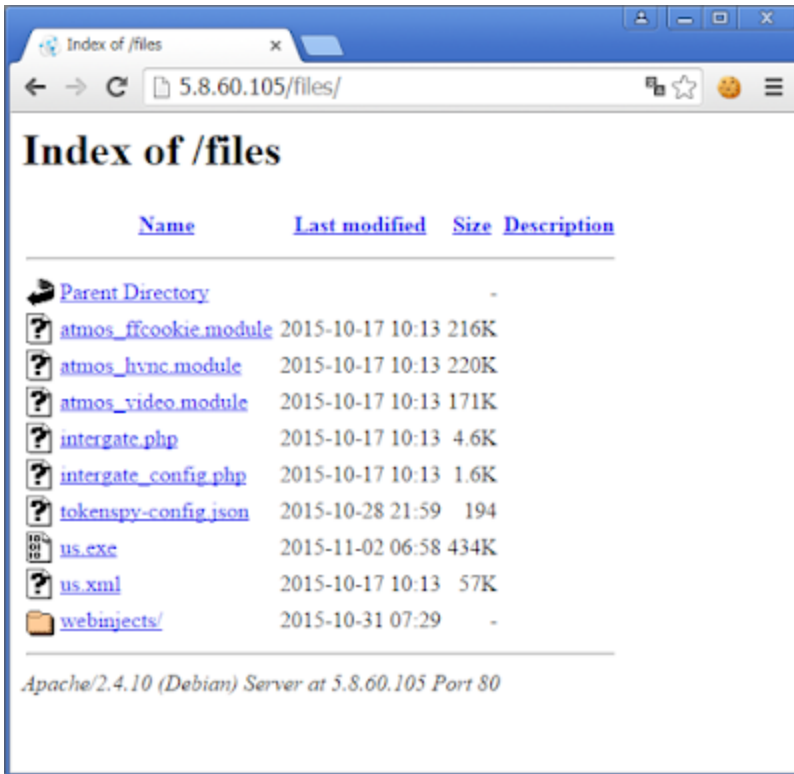 Index of /files
5.8.60.105/files/
Index of /files
Name Last modified Size Description
Parent Directory -
atmos_ffcookie.module 2015-10-17 10:13 216K
atmos_hvnc.module 2015-10-17 10:13 220K
atmos_video.module 2015-10-17 10:13 171K
intergate.php 2015-10-17 10:13 4.6K
intergate_config.php 2015-10-17 10:13 1.6K
tokenspy-config.json 2015-10-28 21:59 194
us.exe 2015-11-02 06:58 434K
us.xml 2015-10-17 10:13 57K
webinjects/ 2015-10-31 07:29 -
Apache/2.4.10 (Debian) Server at 5.8.60.105 Port 80